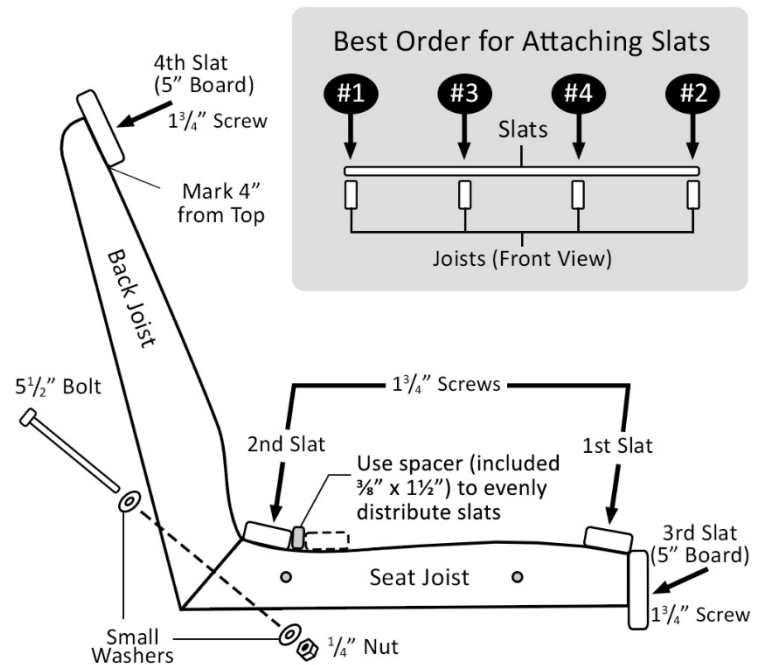 4th Slat
(5” Board)
1¾” Screw
Mark 4”
from Top
Back Joist
Best Order for Attaching Slats
#1
#3
#4
#2
Slats
Joists (Front View)
5½” Bolt
1¾” Screws
2nd Slat
1st Slat
Use spacer (included
⅜” x 1½”) to evenly
distribute slats
3rd Slat
(5” Board)
Seat Joist
1¾” Screw
Small
Washers
¼” Nut